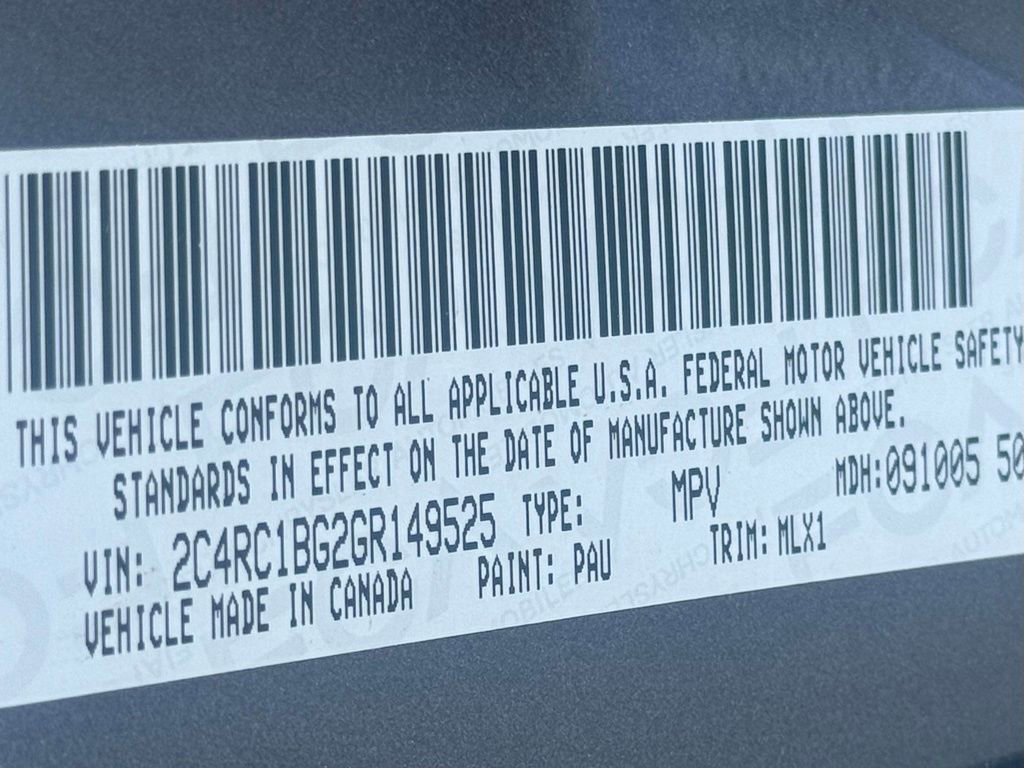 THIS VEHICLE CONFORMS TO ALL APPLICABLE U.S.A. FEDERAL MOTOR VEHICLE SAFETY
STANDARDS IN EFFECT ON THE DATE OF MANUFACTURE SHOWN ABOVE.
VIN: 2C4RC1BG2GR149525 TYPE: MPV MDH:091005 50
VEHICLE MADE IN CANADA PAINT: PAU TRIM: MLX1